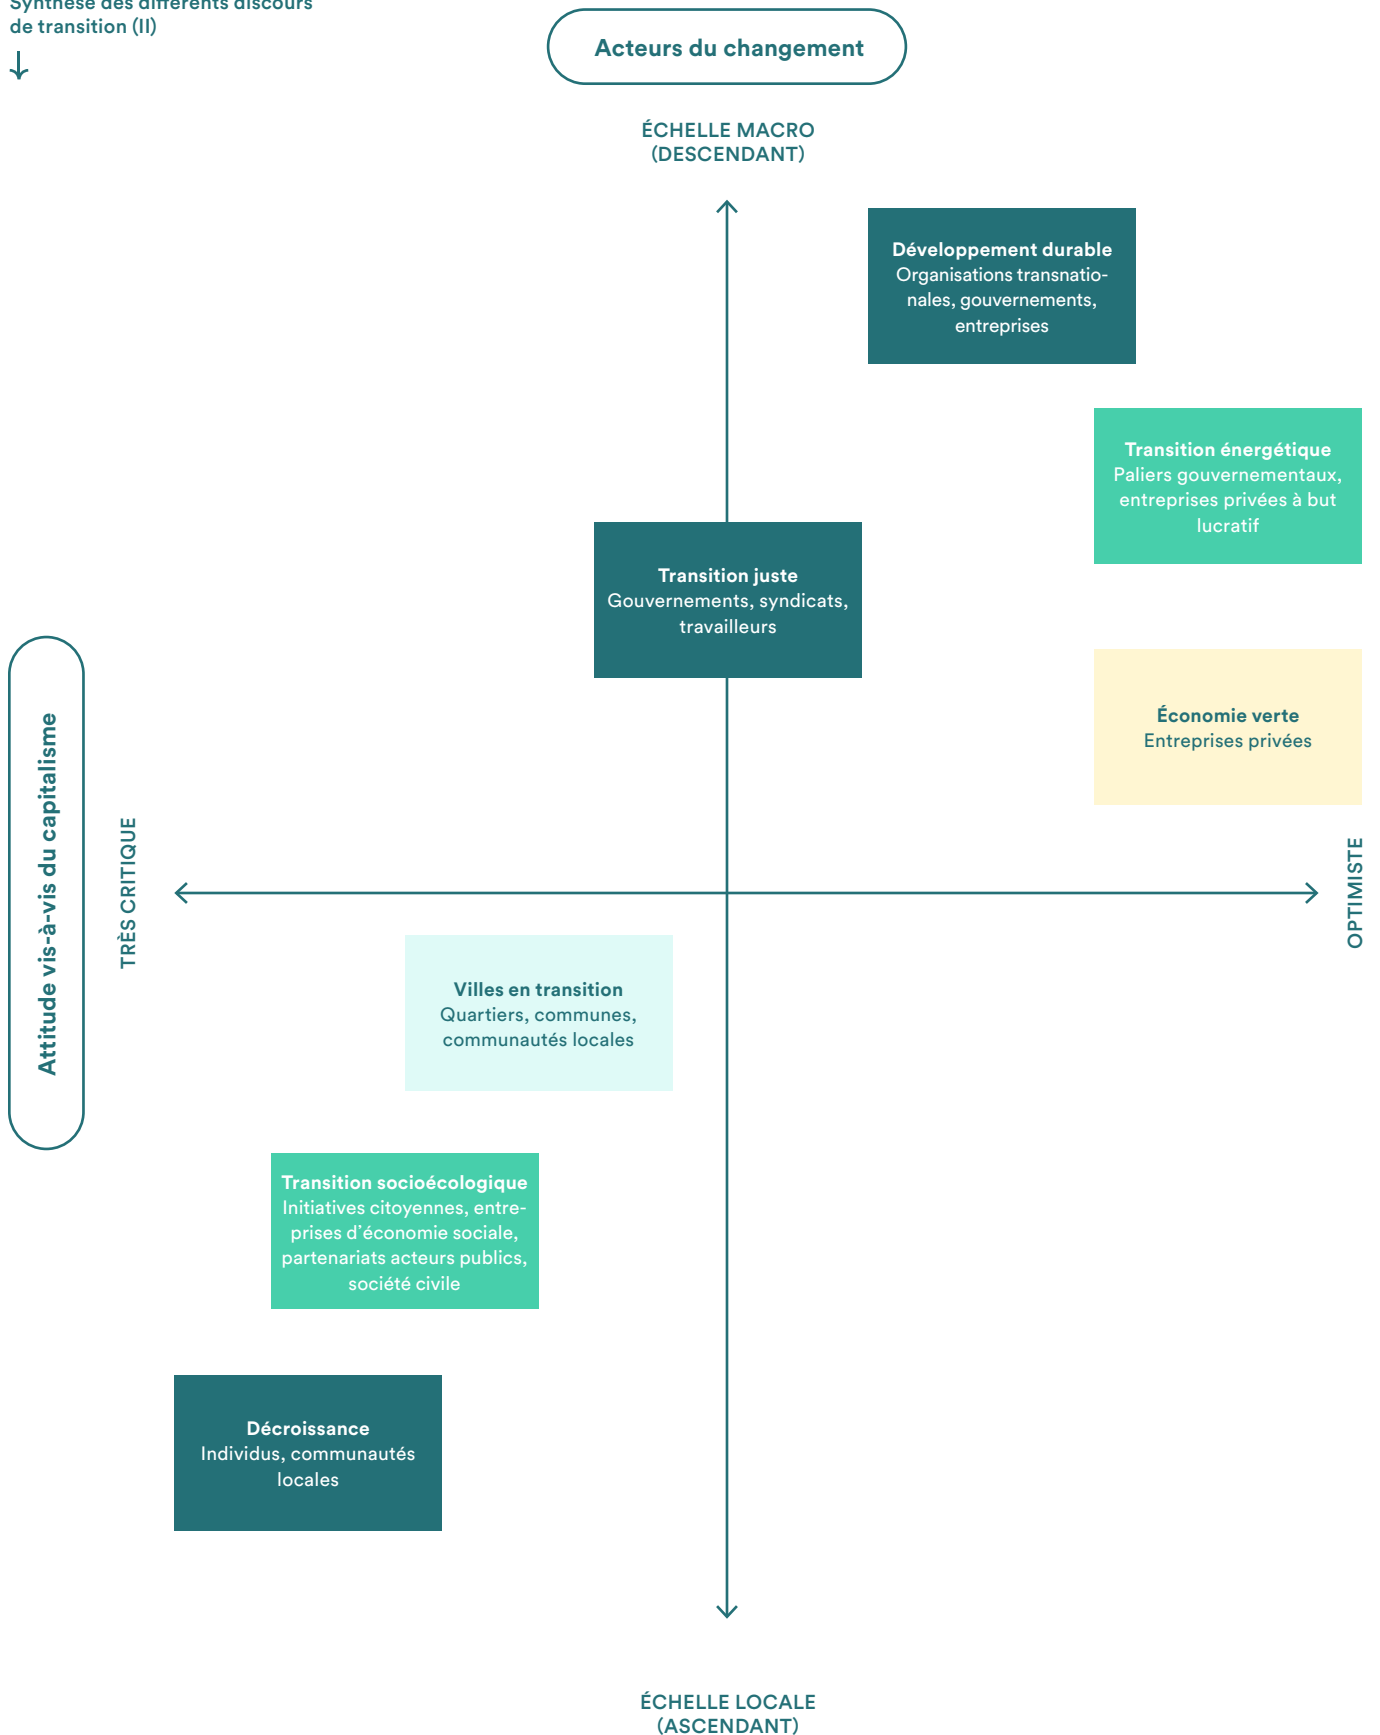 Synthèse des différents discours
de transition (II)
Acteurs du changement
ÉCHELLE MACRO
(DESCENDANT)
Développement durable
Organisations transnatio-
nales, gouvernements,
entreprises
Transition énergétique
Paliers gouvernementaux,
entreprises privées à but
lucratif
Transition juste
Gouvernements, syndicats,
travailleurs
Économie verte
Entreprises privées
Attitude vis-à-vis du capitalisme
TRÈS CRITIQUE
OPTIMISTE
Villes en transition
Quartiers, communes,
communautés locales
Transition socioécologique
Initiatives citoyennes, entre-
prises d’économie sociale,
partenariats acteurs publics,
société civile
Décroissance
Individus, communautés
locales
ÉCHELLE LOCALE
(ASCENDANT)